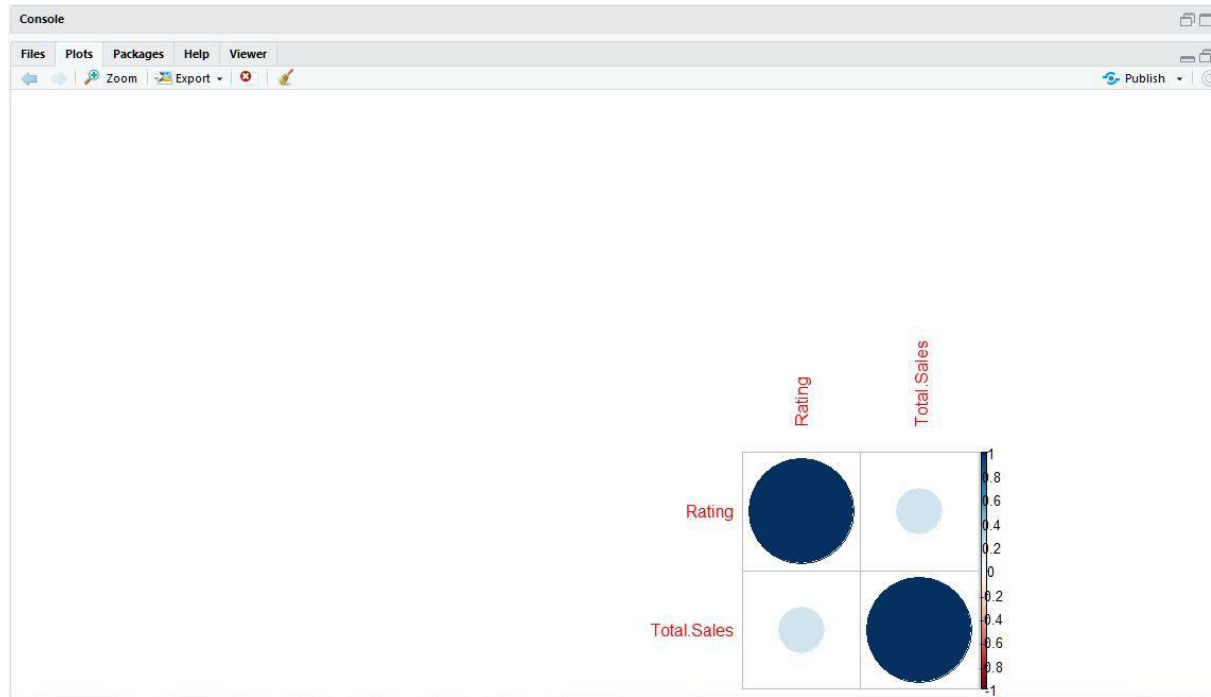 Console
Files Plots Packages Help Viewer
Zoom Export Publish
Rating
Total.Sales
Rating
Total.Sales
1
0.8
0.6
0.4
0.2
0
-0.2
-0.4
-0.6
-0.8
-1